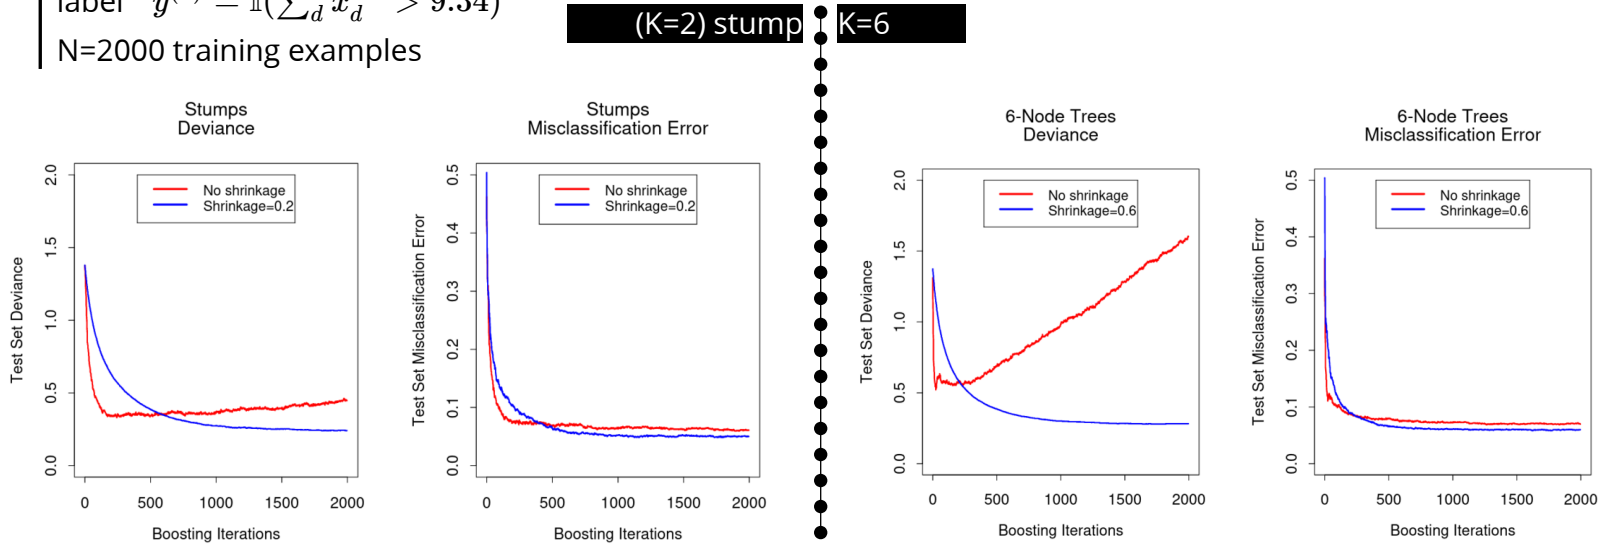 label y = 𝕀(∑_d x_d > 9.34)
N=2000 training examples
(K=2) stump
K=6
Stumps
Deviance
2.0
1.5
1.0
0.5
0.0
Test Set Deviance
No shrinkage
Shrinkage=0.2
0 500 1000 1500 2000
Boosting Iterations
Stumps
Misclassification Error
0.5
0.4
0.3
0.2
0.1
0.0
Test Set Misclassification Error
No shrinkage
Shrinkage=0.2
0 500 1000 1500 2000
Boosting Iterations
6-Node Trees
Deviance
2.0
1.5
1.0
0.5
0.0
Test Set Deviance
No shrinkage
Shrinkage=0.6
0 500 1000 1500 2000
Boosting Iterations
6-Node Trees
Misclassification Error
0.5
0.4
0.3
0.2
0.1
0.0
Test Set Misclassification Error
No shrinkage
Shrinkage=0.6
0 500 1000 1500 2000
Boosting Iterations